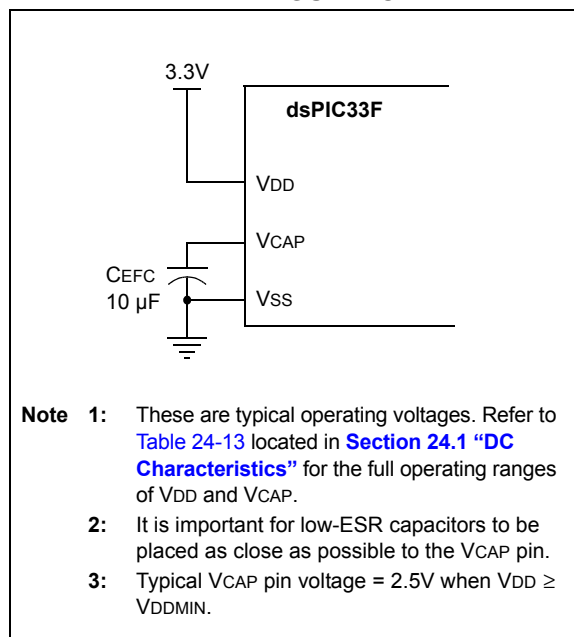 3.3V
dsPIC33F
VDD
VCAP
CEFC
10 µF
VSS
Note 1: These are typical operating voltages. Refer to
Table 24-13 located in Section 24.1 “DC
Characteristics” for the full operating ranges
of VDD and VCAP.
2: It is important for low-ESR capacitors to be
placed as close as possible to the VCAP pin.
3: Typical VCAP pin voltage = 2.5V when VDD ≥
VDDMIN.